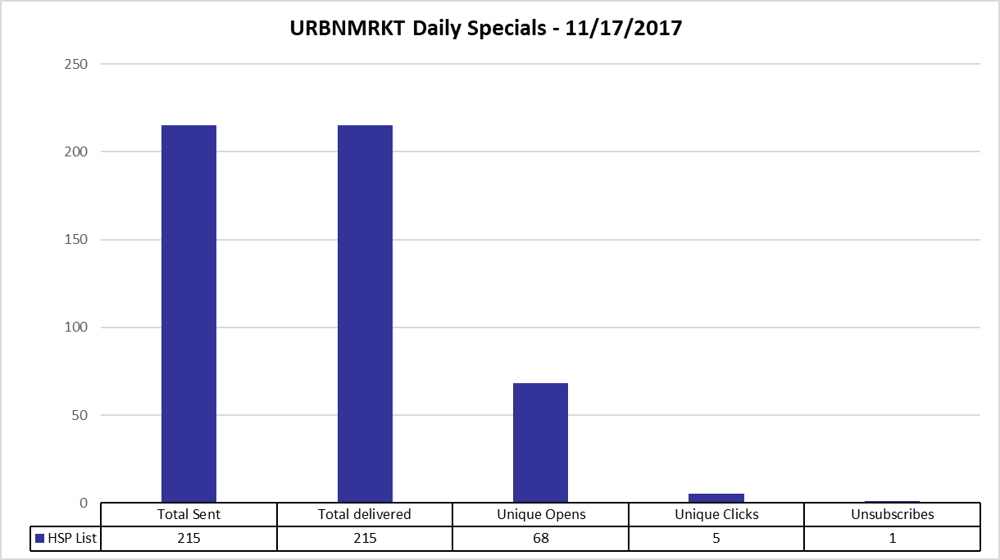 URBNMRKT Daily Specials - 11/17/2017
250
200
150
100
50
0
Total Sent Total delivered Unique Opens Unique Clicks Unsubscribes
HSP List 215 215 68 5 1